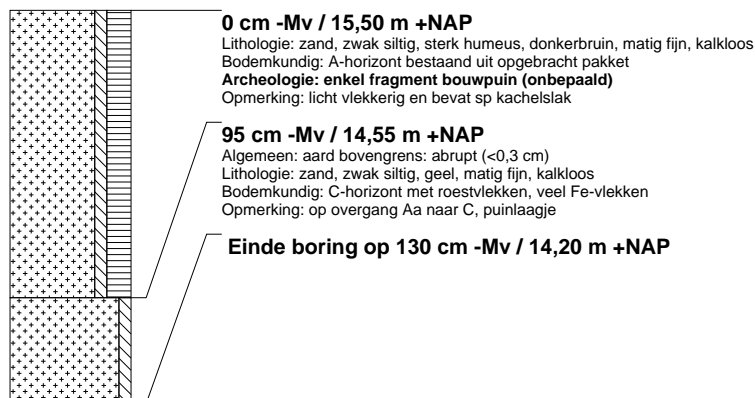 0 cm -Mv / 15,50 m +NAP
Lithologie: zand, zwak siltig, sterk humeus, donkerbruin, matig fijn, kalkloos
Bodemkundig: A-horizont bestaand uit opgebracht pakket
Archeologie: enkel fragment bouwpuin (onbepaald)
Opmerking: licht vlekkerig en bevat sp kachelslak
95 cm -Mv / 14,55 m +NAP
Algemeen: aard bovengrens: abrupt (<0,3 cm)
Lithologie: zand, zwak siltig, geel, matig fijn, kalkloos
Bodemkundig: C-horizont met roestvlekken, veel Fe-vlekken
Opmerking: op overgang Aa naar C, puinlaagje
Einde boring op 130 cm -Mv / 14,20 m +NAP